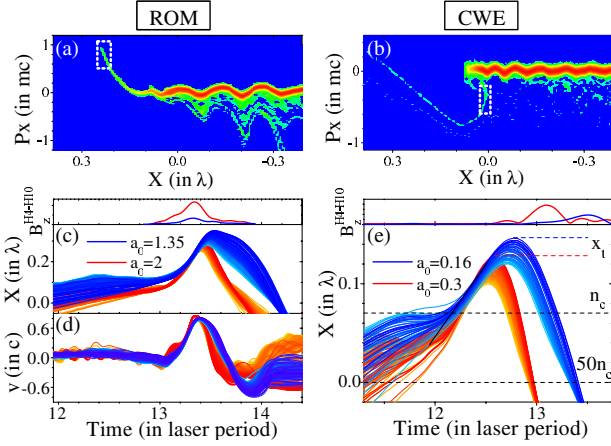 ROM
CWE
(a)
(b)
Px (in mc)
1
0
-1
0.3
0.0
-0.3
X (in λ)
Px (in mc)
0
-1
0.3
0.0
-0.3
X (in λ)
B_z^{H4-H10}
(c)
a₀=1.35
a₀=2
X (in λ)
0.2
0.0
(d)
v (in c)
0.6
0.0
-0.6
12
13
14
Time (in laser period)
B_z^{H4-H10}
(e)
x_t
a₀=0.16
a₀=0.3
n_c
50n_c
X (in λ)
0.1
0.0
12
13
Time (in laser period)